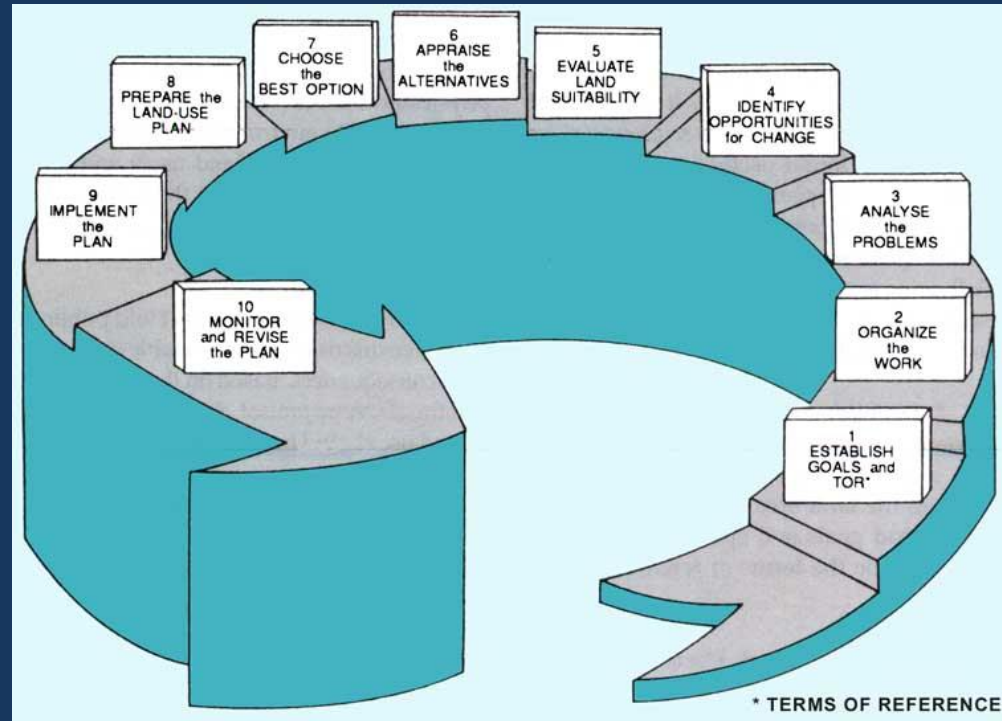 1
ESTABLISH
GOALS and
TOR*
2
ORGANIZE
the
WORK
3
ANALYSE
the
PROBLEMS
4
IDENTIFY
OPPORTUNITIES
for CHANGE
5
EVALUATE
LAND
SUITABILITY
6
APPRAISE
the
ALTERNATIVES
7
CHOOSE
the
BEST OPTION
8
PREPARE the
LAND-USE
PLAN
9
IMPLEMENT
the
PLAN
10
MONITOR
and REVISE
the PLAN
* TERMS OF REFERENCE